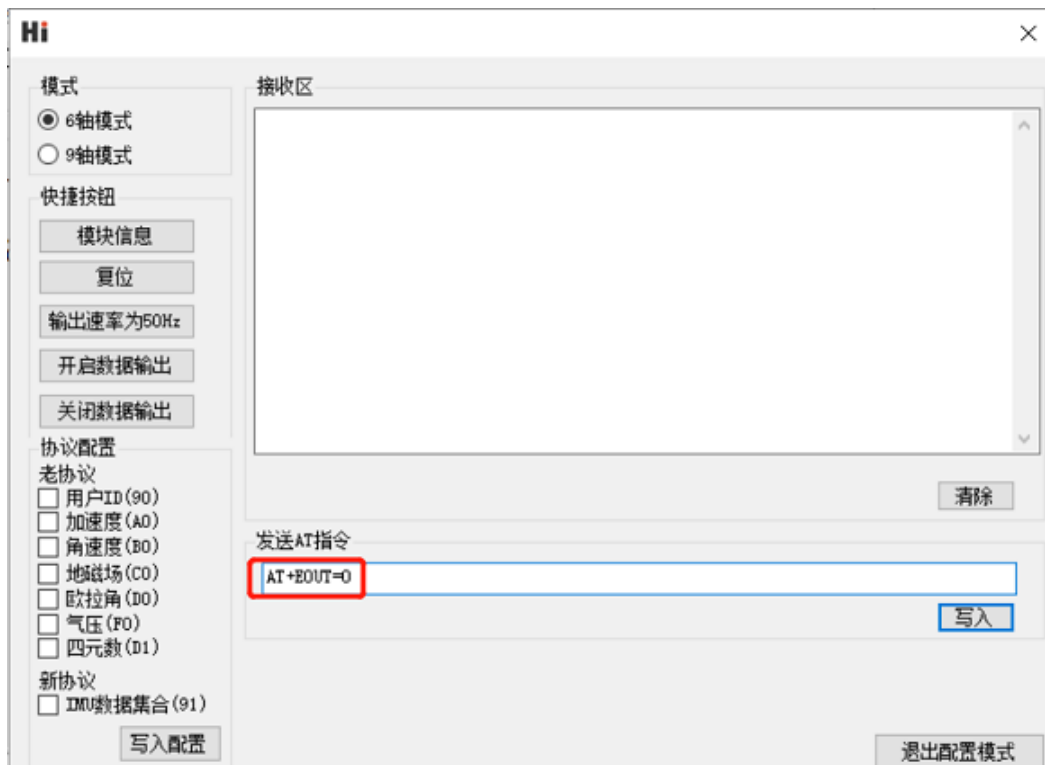 Hi
模式
6轴模式
9轴模式
快捷按钮
模块信息
复位
输出速率为50Hz
开启数据输出
关闭数据输出
协议配置
老协议
用户ID(90)
加速度(A0)
角速度(B0)
地磁场(C0)
欧拉角(D0)
气压(F0)
四元数(D1)
新协议
IMU数据集合(91)
写入配置
接收区
清除
发送AT指令
AT+EOUT=0
写入
退出配置模式